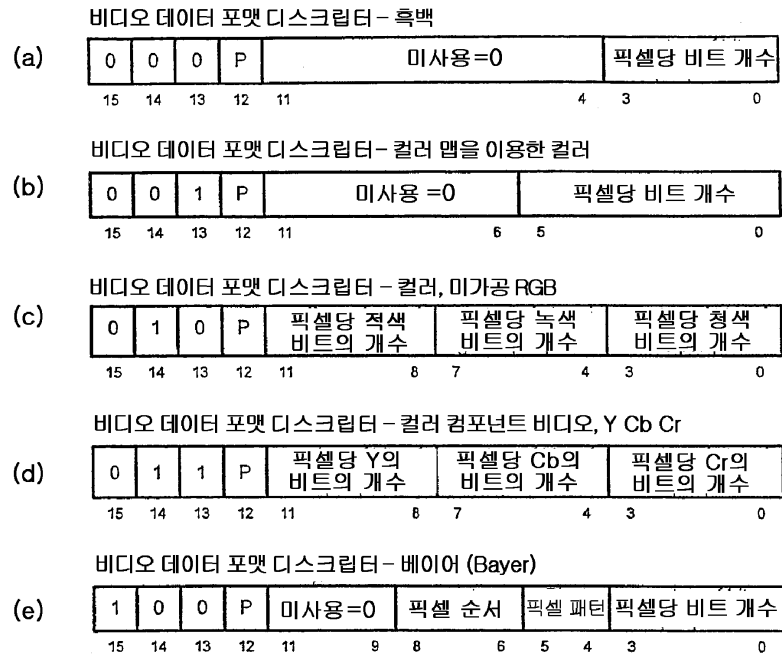 비디오 데이터 포맷 디스크립터 – 흑백
(a) 0 0 0 P 미사용=0 픽셀당 비트 개수
15 14 13 12 11 4 3 0
비디오 데이터 포맷 디스크립터 – 컬러 맵을 이용한 컬러
(b) 0 0 1 P 미사용 =0 픽셀당 비트 개수
15 14 13 12 11 6 5 0
비디오 데이터 포맷 디스크립터 – 컬러, 미가공 RGB
(c) 0 1 0 P 픽셀당 적색 비트의 개수 픽셀당 녹색 비트의 개수 픽셀당 청색 비트의 개수
15 14 13 12 11 8 7 4 3 0
비디오 데이터 포맷 디스크립터 – 컬러 컴포넌트 비디오, Y Cb Cr
(d) 0 1 1 P 픽셀당 Y의 비트의 개수 픽셀당 Cb의 비트의 개수 픽셀당 Cr의 비트의 개수
15 14 13 12 11 8 7 4 3 0
비디오 데이터 포맷 디스크립터 – 베이어 (Bayer)
(e) 1 0 0 P 미사용=0 픽셀 순서 픽셀 패턴 픽셀당 비트 개수
15 14 13 12 11 9 8 6 5 4 3 0